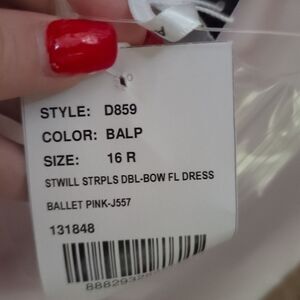 STYLE: D859
COLOR: BALP
SIZE: 16 R
STWILL STRPLS DBL-BOW FL DRESS
BALLET PINK-J557
131848